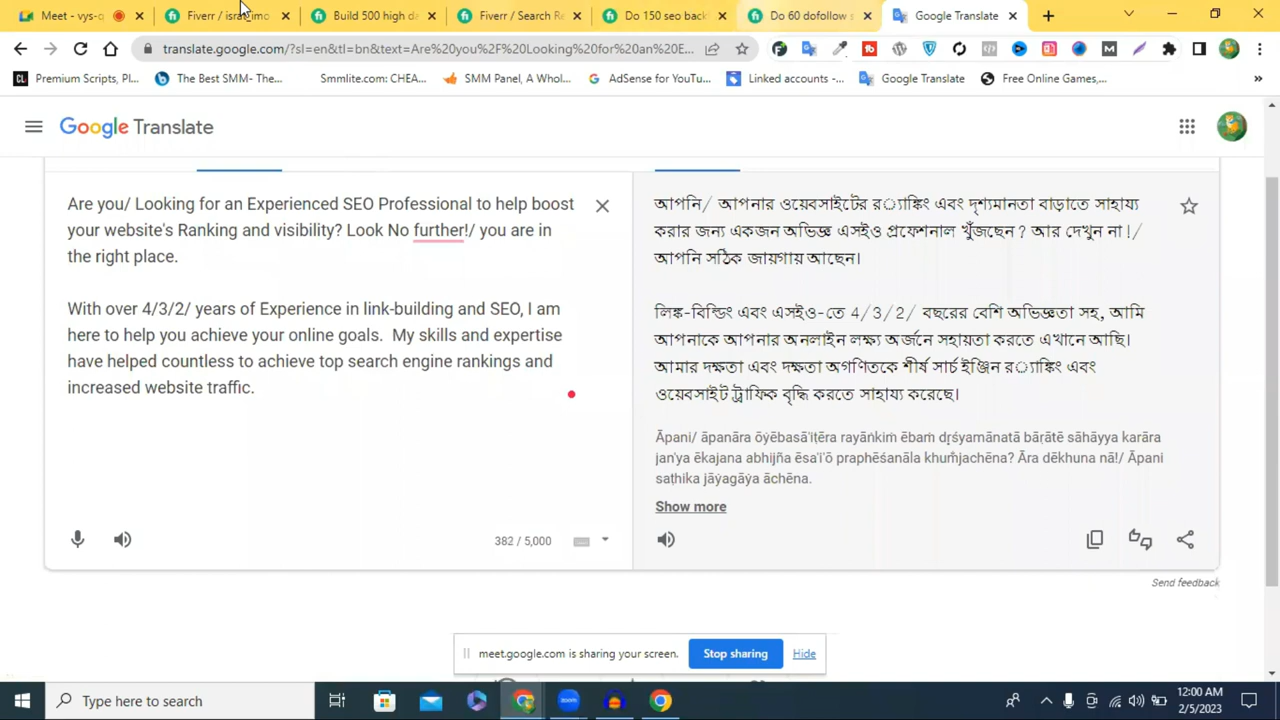 Meet - vys-q
Fiverr / israt imo
Build 500 high da
Fiverr / Search Re
Do 150 seo back
Do 60 dofollow s
Google Translate
translate.google.com/?sl=en&tl=bn&text=Are%20you%2F%20Looking%20for%20an%20E...
Premium Scripts, Pl...
The Best SMM- The...
Smmlite.com: CHEA...
SMM Panel, A Whol...
AdSense for YouTu...
Linked accounts -...
Google Translate
Free Online Games,...
Google Translate
Are you/ Looking for an Experienced SEO Professional to help boost
your website's Ranking and visibility? Look No further!/ you are in
the right place.
With over 4/3/2/ years of Experience in link-building and SEO, I am
here to help you achieve your online goals.  My skills and expertise
have helped countless to achieve top search engine rankings and
increased website traffic.
382 / 5,000
আপনি/ আপনার ওয়েবসাইটের র‌্যাঙ্কিং এবং দৃশ্যমানতা বাড়াতে সাহায্য
করার জন্য একজন অভিজ্ঞ এসইও প্রফেশনাল খুঁজছেন? আর দেখুন না!/
আপনি সঠিক জায়গায় আছেন।
লিঙ্ক-বিল্ডিং এবং এসইও-তে 4/3/2/ বছরের বেশি অভিজ্ঞতা সহ, আমি
আপনাকে আপনার অনলাইন লক্ষ্য অর্জনে সহায়তা করতে এখানে আছি।
আমার দক্ষতা এবং দক্ষতা অগণিতকে শীর্ষ সার্চ ইঞ্জিন র‌্যাঙ্কিং এবং
ওয়েবসাইট ট্রাফিক বৃদ্ধি করতে সাহায্য করেছে।
Āpani/ āpanāra ōẏēbasā'iṭēra rayāṅkiṁ ēbaṁ dr̥śyamānatā bāṛātē sāhāyya karāra
jan'ya ēkajana abhijña ēsa'i'ō praphēśanāla khum̐jachēna? Āra dēkhuna nā!/ Āpani
saṭhika jāẏagāẏa āchēna.
Show more
Send feedback
meet.google.com is sharing your screen.
Stop sharing
Hide
Type here to search
12:00 AM
2/5/2023